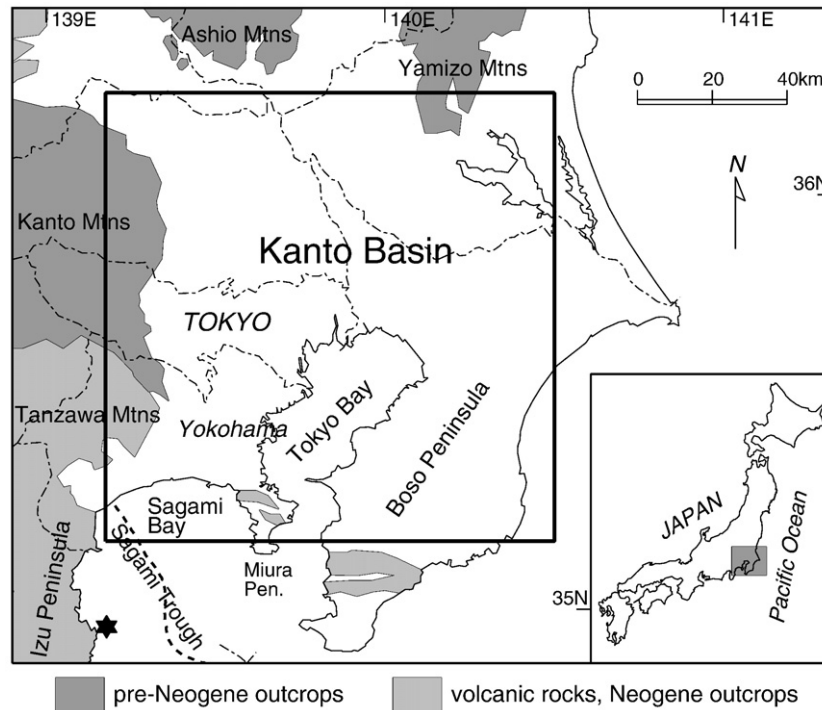 139E
140E
141E
Ashio Mtns
Yamizo Mtns
0 20 40km
N
36N
Kanto Mtns
Kanto Basin
TOKYO
Tanzawa Mtns
Yokohama
Tokyo Bay
Boso Peninsula
Sagami
Bay
Sagami Trough
Miura
Pen.
Izu Peninsula
35N
JAPAN
Pacific Ocean
pre-Neogene outcrops
volcanic rocks, Neogene outcrops